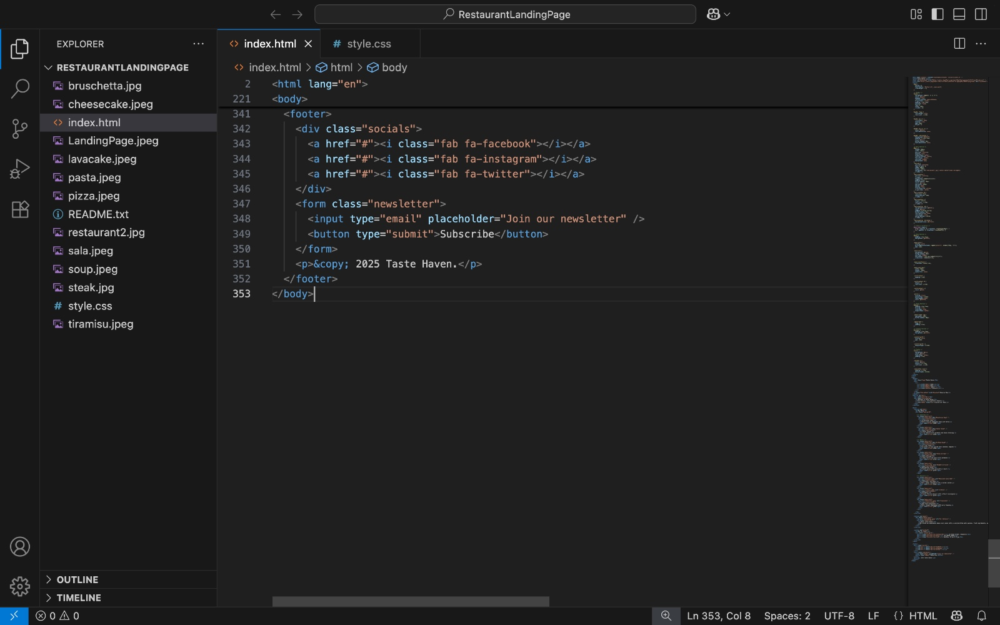 RestaurantLandingPage
EXPLORER
RESTAURANTLANDINGPAGE
bruschetta.jpg
cheesecake.jpeg
index.html
LandingPage.jpeg
lavacake.jpeg
pasta.jpeg
pizza.jpeg
README.txt
restaurant2.jpg
sala.jpeg
soup.jpeg
steak.jpg
style.css
tiramisu.jpeg
OUTLINE
TIMELINE
index.html
# style.css
index.html > html > body
2 <html lang="en">
221 <body>
341 <footer>
342 <div class="socials">
343 <a href="#"><i class="fab fa-facebook"></i></a>
344 <a href="#"><i class="fab fa-instagram"></i></a>
345 <a href="#"><i class="fab fa-twitter"></i></a>
346 </div>
347 <form class="newsletter">
348 <input type="email" placeholder="Join our newsletter" />
349 <button type="submit">Subscribe</button>
350 </form>
351 <p>&copy; 2025 Taste Haven.</p>
352 </footer>
353 </body>
0 0
Ln 353, Col 8 Spaces: 2 UTF-8 LF {} HTML